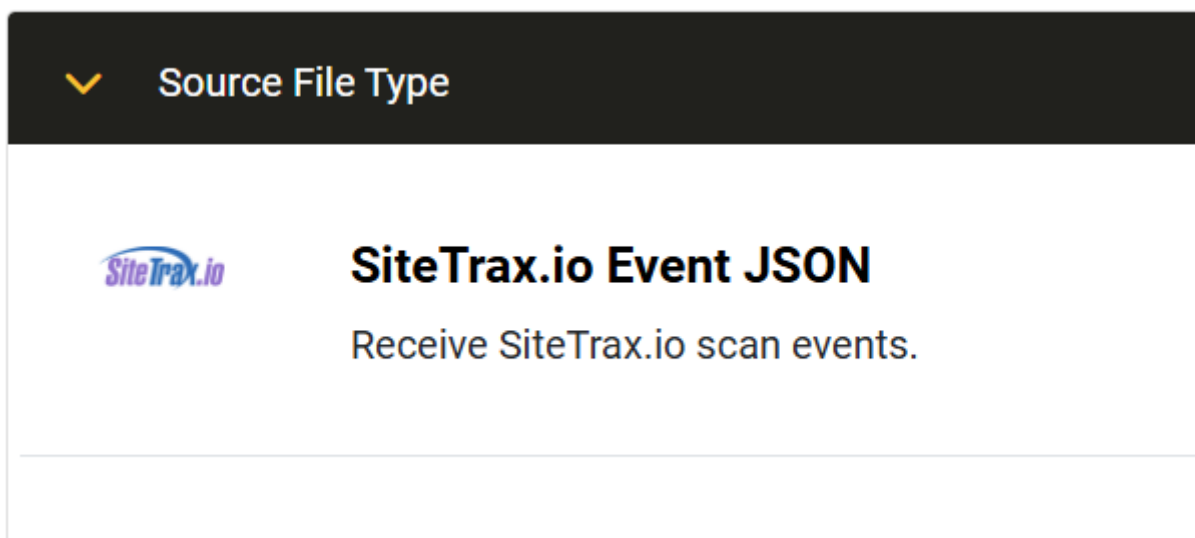 Source File Type
SiteTrax.io
SiteTrax.io Event JSON
Receive SiteTrax.io scan events.